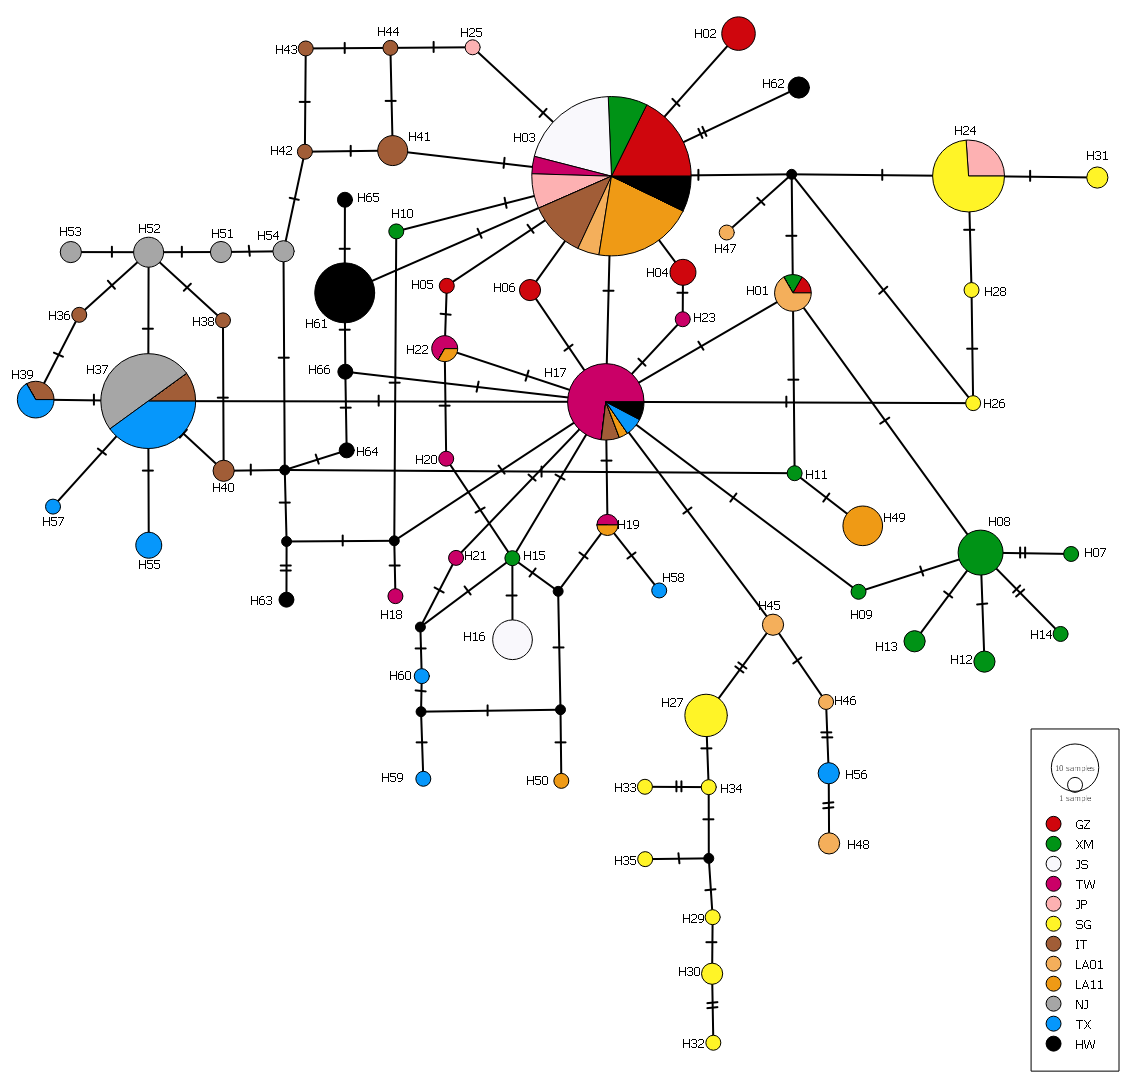 H02
H44
H25
H43
H62
H03
H24
H41
H42
H31
H65
H10
H52
H51
H54
H53
H47
H04
H05
H06
H01
H28
H36
H38
H61
H23
H22
H66
H17
H37
H39
H26
H64
H20
H40
H11
H57
H49
H19
H08
H55
H21
H15
H07
H58
H63
H18
H45
H09
H16
H14
H13
H12
H60
H27
H46
H59
H50
H56
H33
H34
H48
H35
H29
H30
H32
10 samples
1 sample
GZ
XM
JS
TW
JP
SG
IT
LA01
LA11
NJ
TX
HW